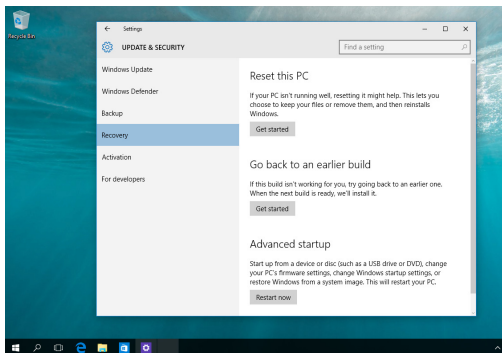 Recycle Bin
Settings
UPDATE & SECURITY
Find a setting
Windows Update
Windows Defender
Backup
Recovery
Activation
For developers
Reset this PC
If your PC isn't running well, resetting it might help. This lets you
choose to keep your files or remove them, and then reinstalls
Windows.
Get started
Go back to an earlier build
If this build isn't working for you, try going back to an earlier one.
When the next build is ready, we'll install it.
Get started
Advanced startup
Start up from a device or disc (such as a USB drive or DVD), change
your PC's firmware settings, change Windows startup settings, or
restore Windows from a system image. This will restart your PC.
Restart now